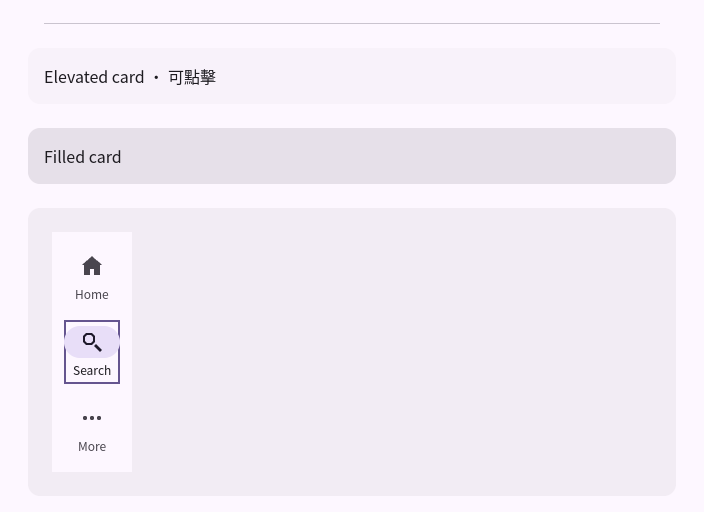 Elevated card · 可點擊
Filled card
Home
Search
More